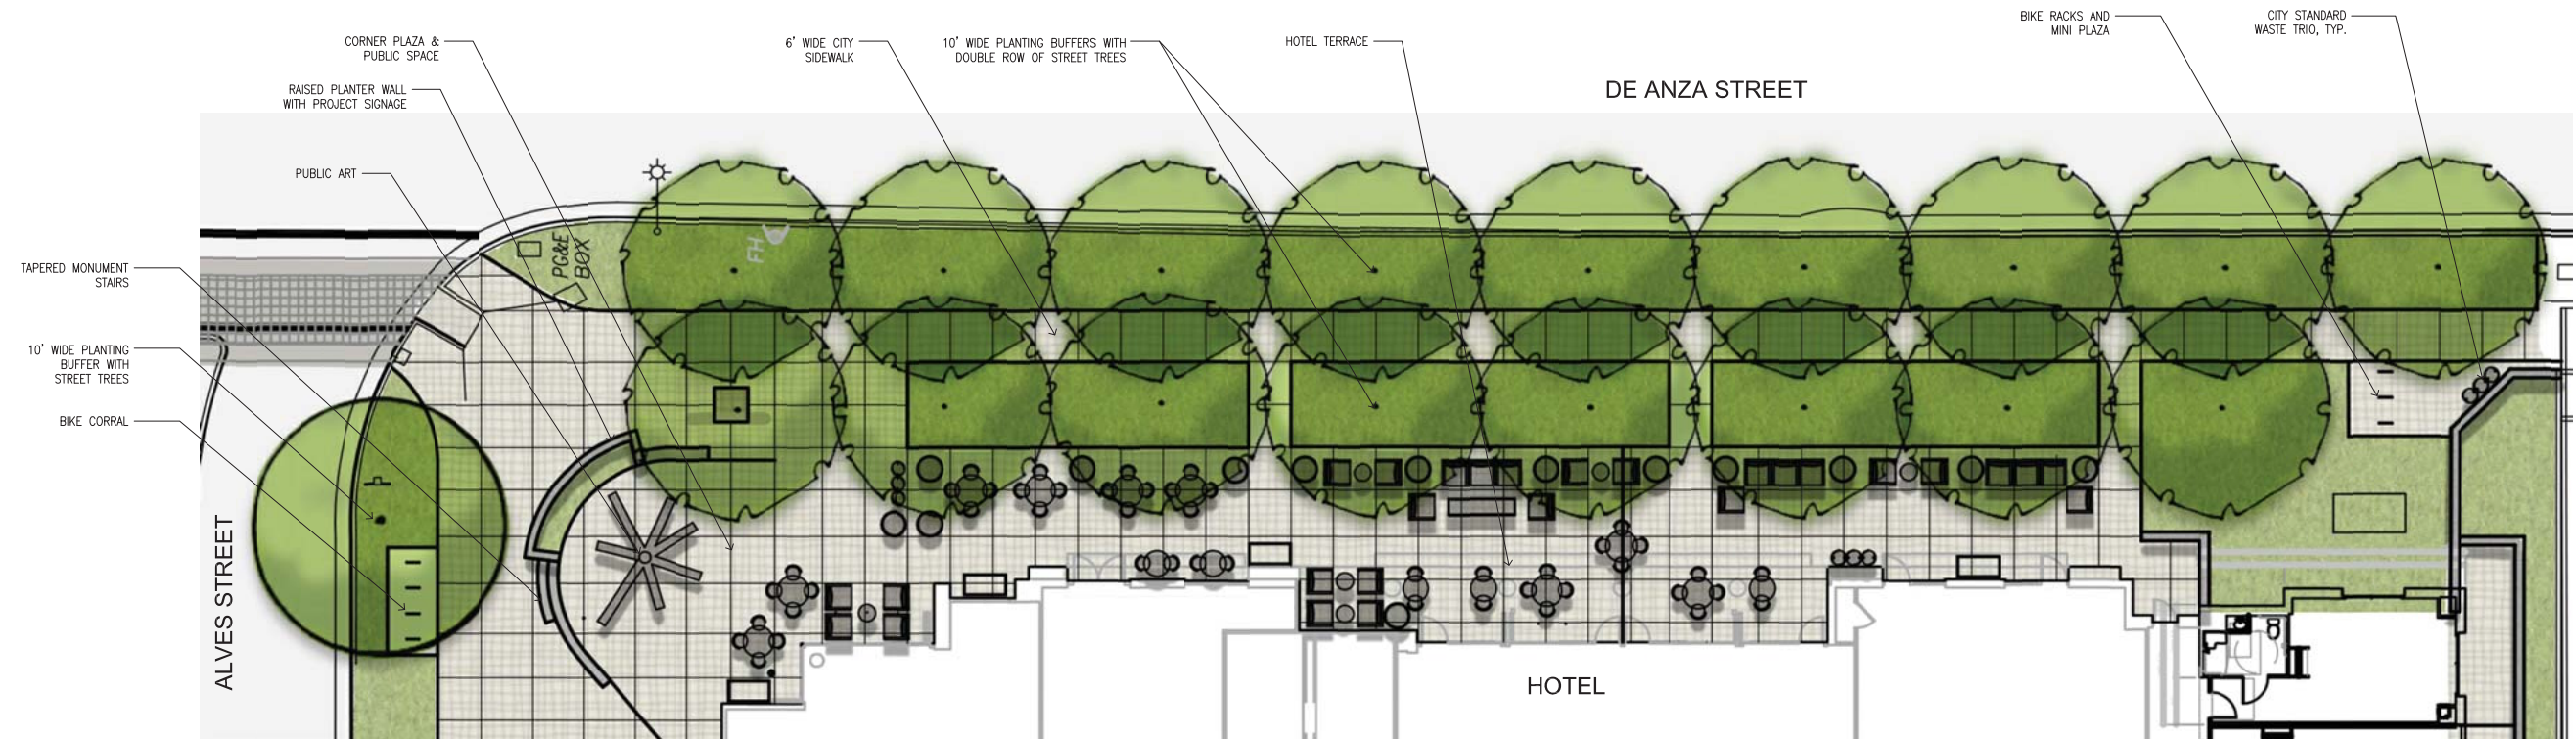 BIKE RACKS AND
MINI PLAZA
CITY STANDARD
WASTE TRIO, TYP.
CORNER PLAZA &
PUBLIC SPACE
6' WIDE CITY
SIDEWALK
10' WIDE PLANTING BUFFERS WITH
DOUBLE ROW OF STREET TREES
HOTEL TERRACE
DE ANZA STREET
RAISED PLANTER WALL
WITH PROJECT SIGNAGE
PUBLIC ART
PG&E
BOX
FH
TAPERED MONUMENT
STAIRS
10' WIDE PLANTING
BUFFER WITH
STREET TREES
BIKE CORRAL
ALVES STREET
HOTEL